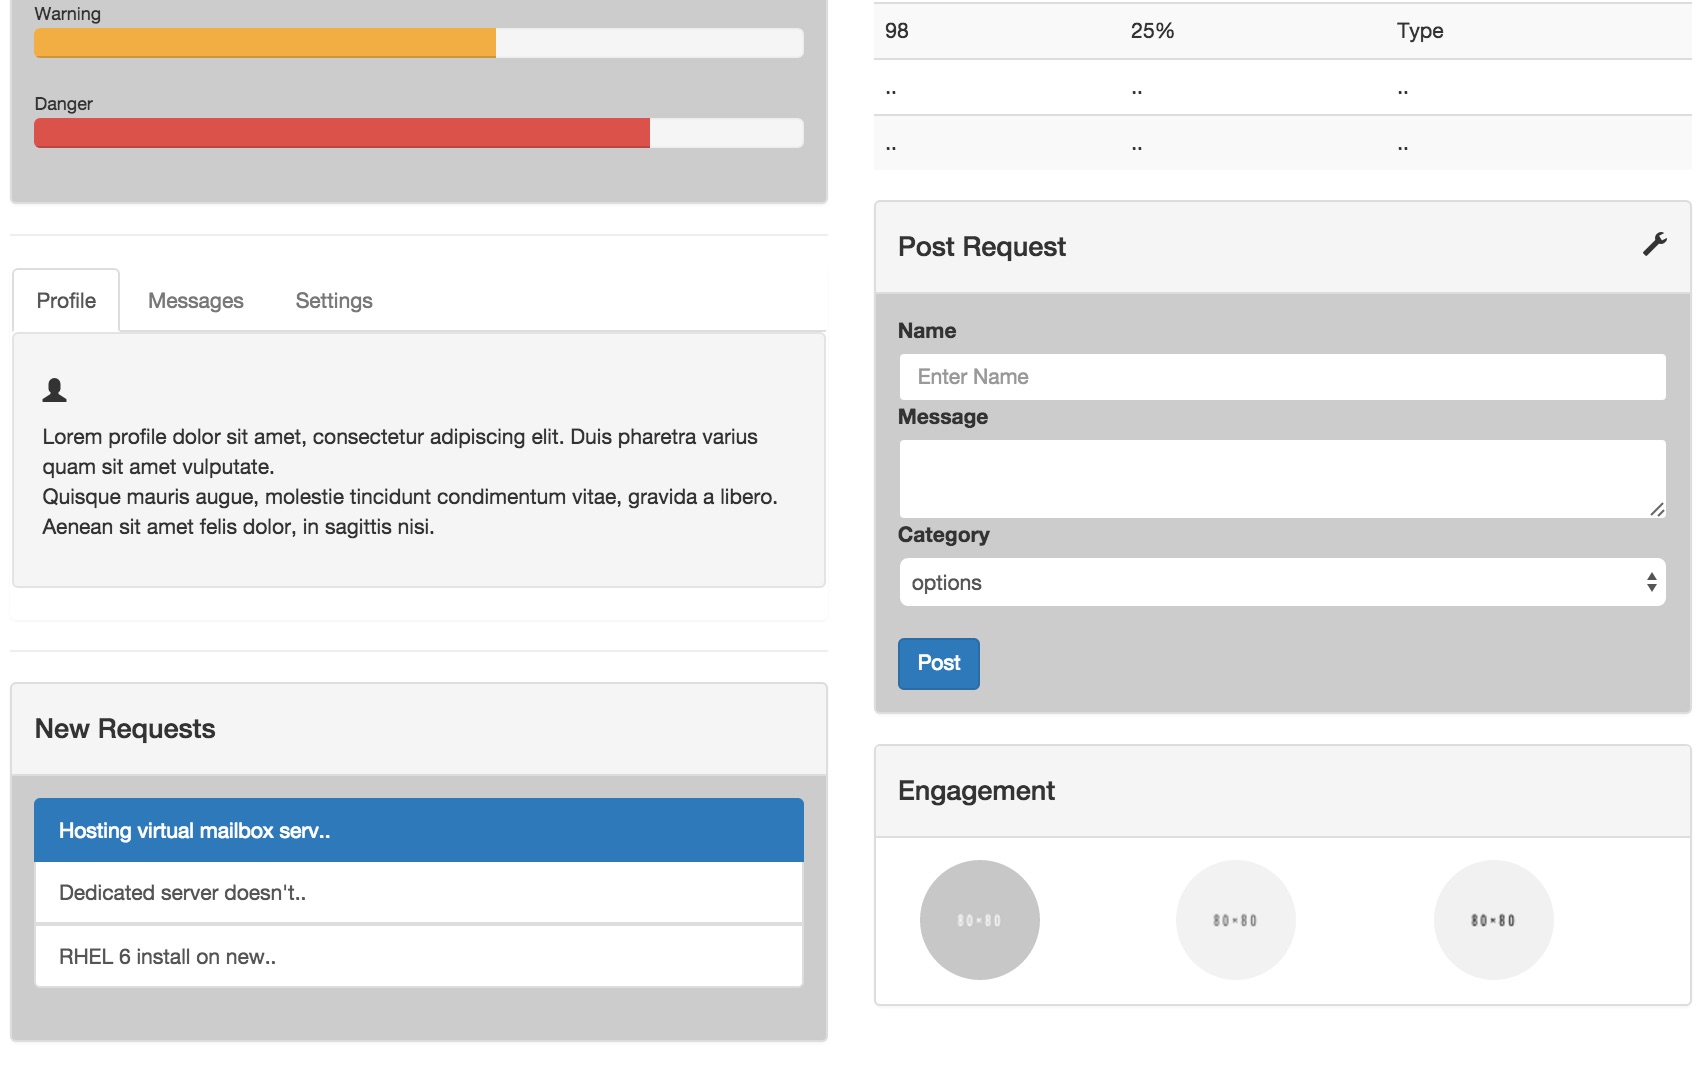 Warning
Danger
Profile
Messages
Settings
Lorem profile dolor sit amet, consectetur adipiscing elit. Duis pharetra varius
quam sit amet vulputate.
Quisque mauris augue, molestie tincidunt condimentum vitae, gravida a libero.
Aenean sit amet felis dolor, in sagittis nisi.
New Requests
Hosting virtual mailbox serv..
Dedicated server doesn't..
RHEL 6 install on new..
98 25% Type
.. .. ..
.. .. ..
Post Request
Name
Enter Name
Message
Category
options
Post
Engagement
80×80 80×80 80×80